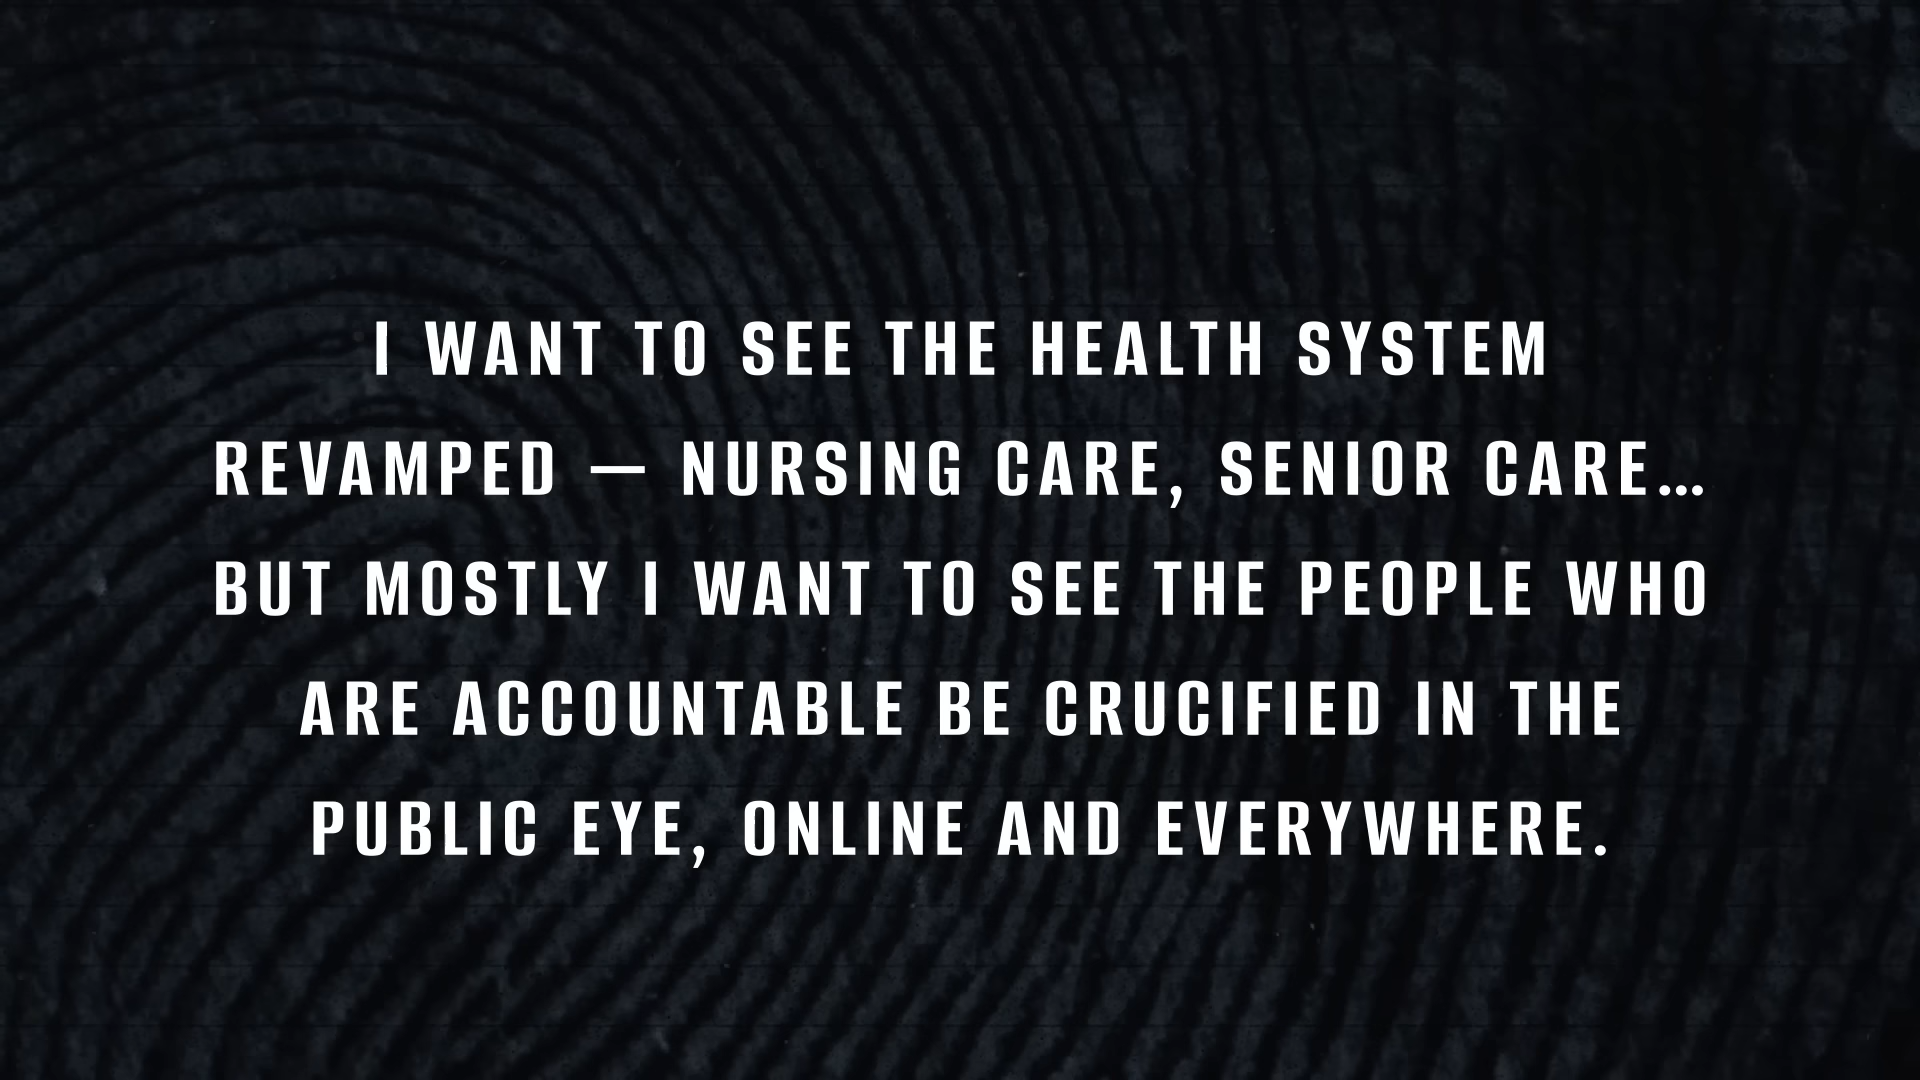 I WANT TO SEE THE HEALTH SYSTEM
REVAMPED — NURSING CARE, SENIOR CARE...
BUT MOSTLY I WANT TO SEE THE PEOPLE WHO
ARE ACCOUNTABLE BE CRUCIFIED IN THE
PUBLIC EYE, ONLINE AND EVERYWHERE.